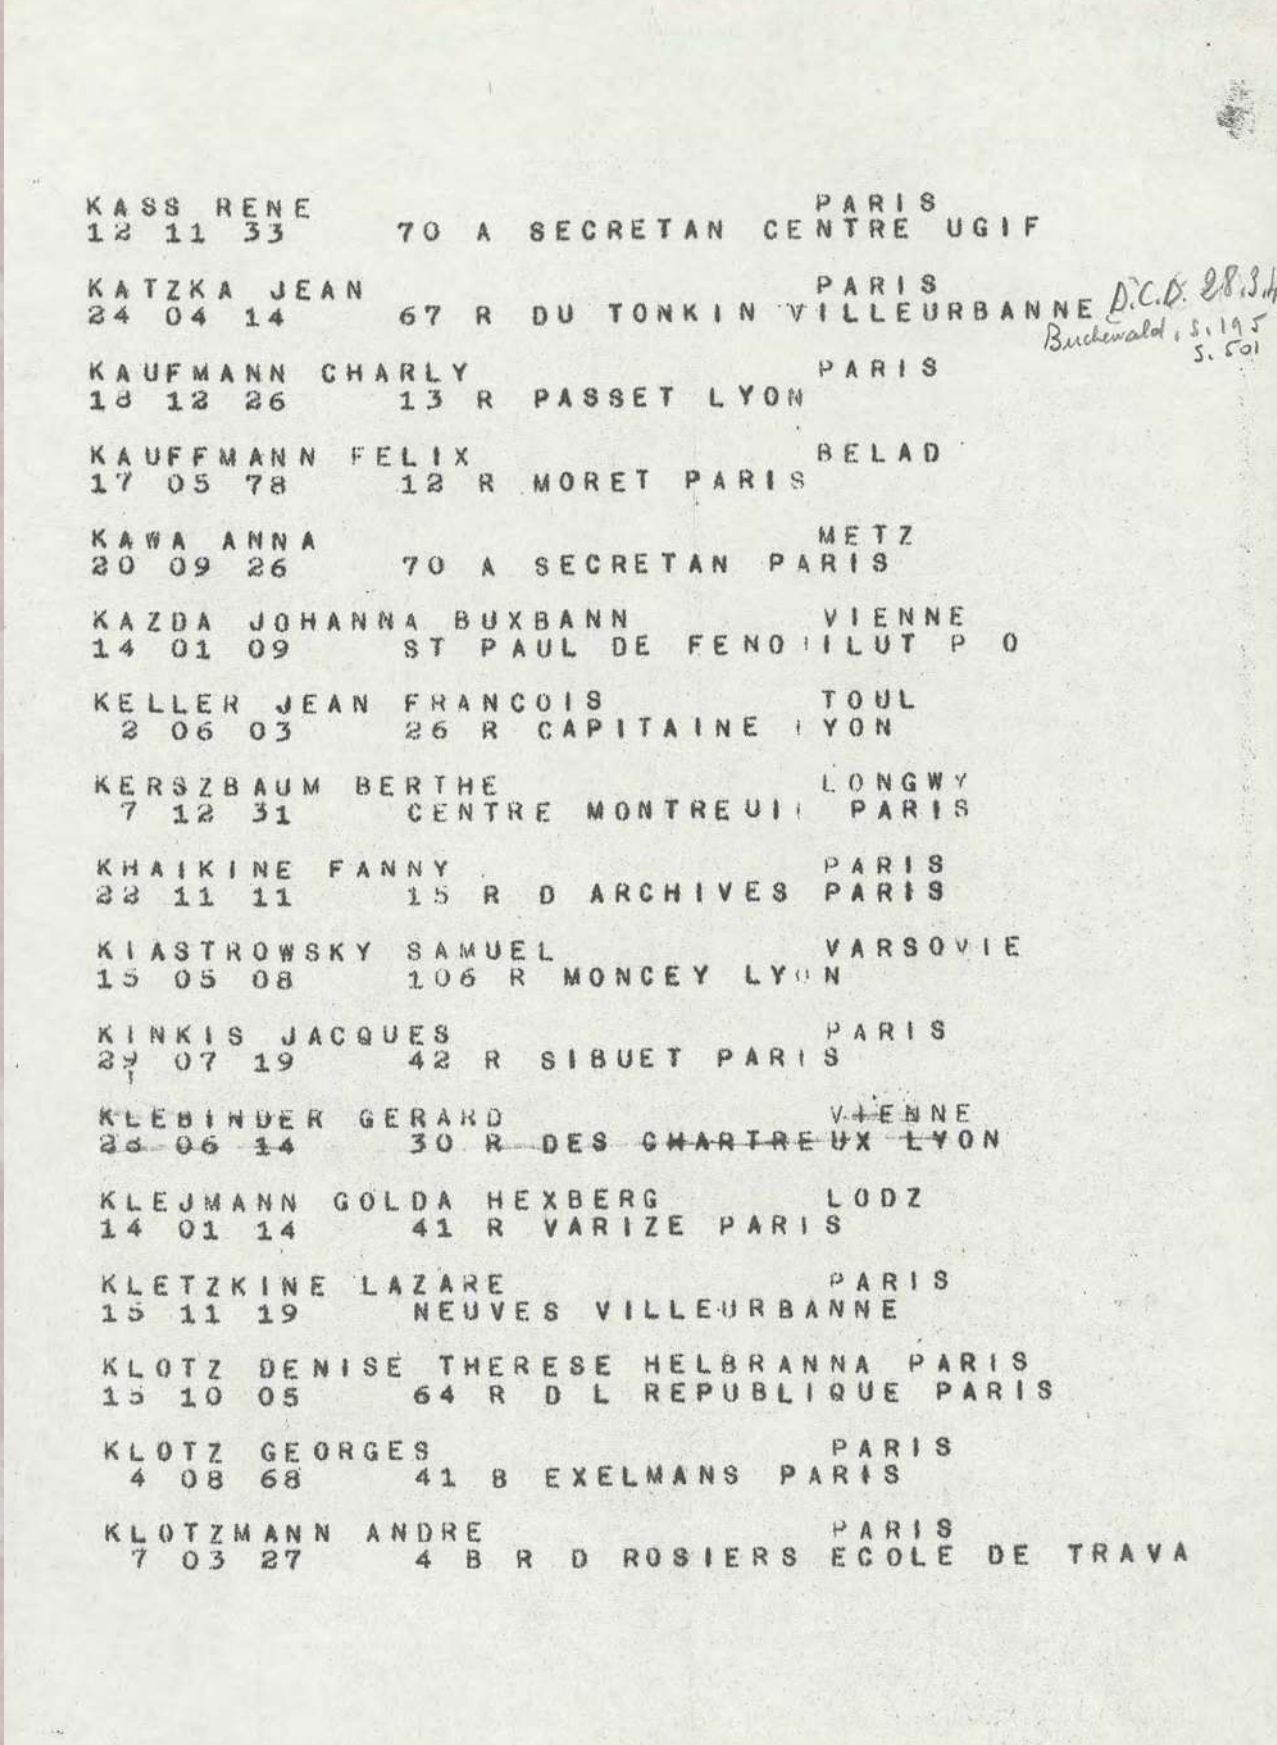 KASS RENE PARIS
12 11 33 70 A SECRETAN CENTRE UGIF
KATZKA JEAN PARIS
24 04 14 67 R DU TONKIN VILLEURBANNE D.C.D. 28.3.4
Buchewald, S. 195
S. 501
KAUFMANN CHARLY PARIS
18 12 26 13 R PASSET LYON
KAUFFMANN FELIX BELAD
17 05 78 12 R MORET PARIS
KAWA ANNA METZ
20 09 26 70 A SECRETAN PARIS
KAZDA JOHANNA BUXBANN VIENNE
14 01 09 ST PAUL DE P O
KELLER JEAN FRANCOIS TOUL
2 06 03 26 R CAPITAINE LYON
KERSZBAUM BERTHE LONGWY
7 12 31 CENTRE MONTREUIL PARIS
KHAIKINE FANNY PARIS
22 11 11 15 R D ARCHIVES PARIS
KIASTROWSKY SAMUEL VARSOVIE
15 05 08 106 R MONCEY LYON
KINKIS JACQUES PARIS
29 07 19 42 R SIBUET PARIS
KLEBINDER GERARD VIENNE
28 06 14 30 R DES CHARTREUX LYON
KLEJMANN GOLDA HEXBERG LODZ
14 01 14 41 R VARIZE PARIS
KLETZKINE LAZARE PARIS
15 11 19 NEUVES VILLEURBANNE
KLOTZ DENISE THERESE HELBRANNA PARIS
15 10 05 64 R D L REPUBLIQUE PARIS
KLOTZ GEORGES PARIS
4 08 68 41 B EXELMANS PARIS
KLOTZMANN ANDRE PARIS
7 03 27 4 B R D ROSIERS ECOLE DE TRAVA